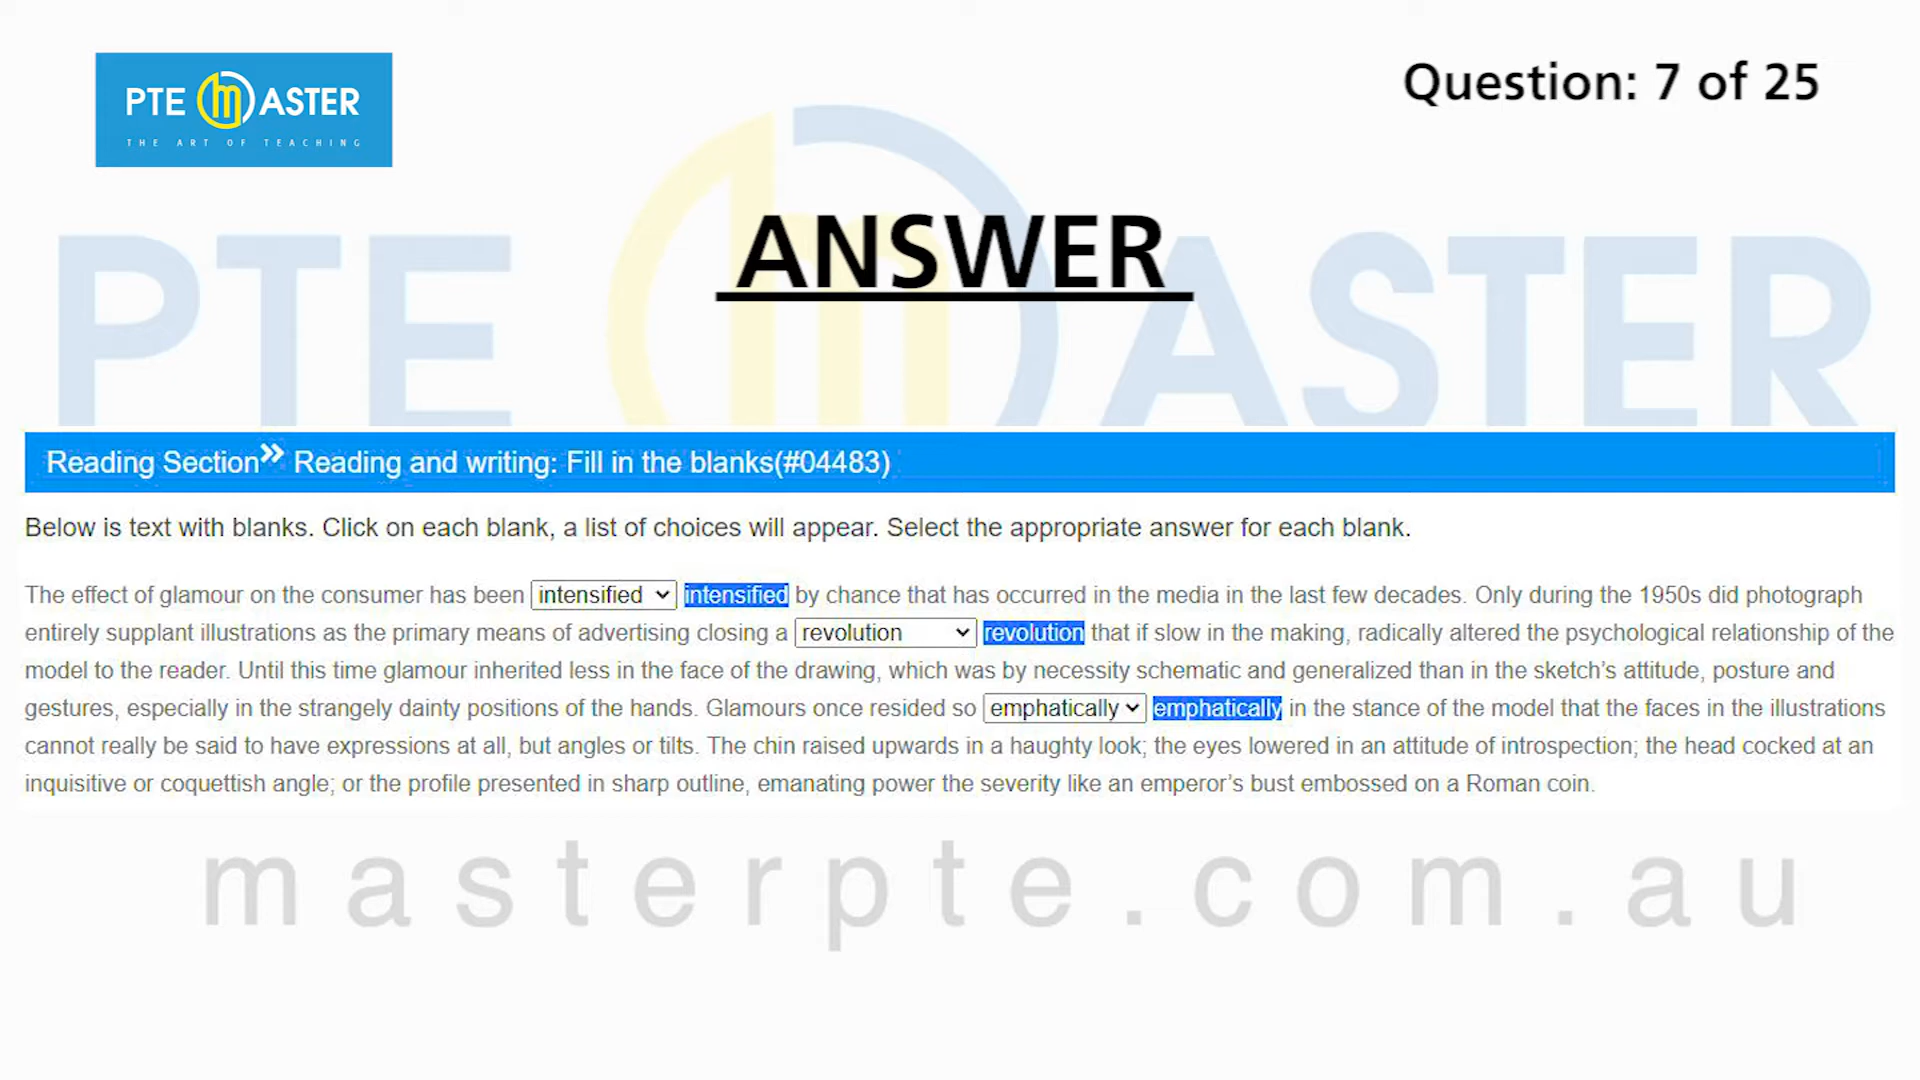 PTE MASTER
THE ART OF TEACHING
Question: 7 of 25
PTE MASTER
ANSWER
Reading Section» Reading and writing: Fill in the blanks(#04483)
Below is text with blanks. Click on each blank, a list of choices will appear. Select the appropriate answer for each blank.
The effect of glamour on the consumer has been intensified intensified by chance that has occurred in the media in the last few decades. Only during the 1950s did photograph
entirely supplant illustrations as the primary means of advertising closing a revolution revolution that if slow in the making, radically altered the psychological relationship of the
model to the reader. Until this time glamour inherited less in the face of the drawing, which was by necessity schematic and generalized than in the sketch's attitude, posture and
gestures, especially in the strangely dainty positions of the hands. Glamours once resided so emphatically emphatically in the stance of the model that the faces in the illustrations
cannot really be said to have expressions at all, but angles or tilts. The chin raised upwards in a haughty look; the eyes lowered in an attitude of introspection; the head cocked at an
inquisitive or coquettish angle; or the profile presented in sharp outline, emanating power the severity like an emperor's bust embossed on a Roman coin.
masterpte.com.au